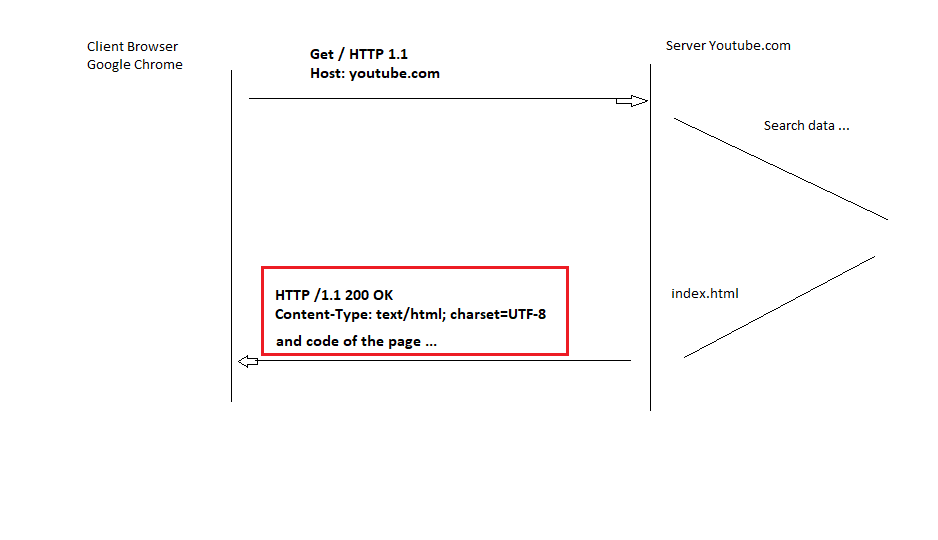 Client Browser
Google Chrome
Get / HTTP 1.1
Host: youtube.com
Server Youtube.com
Search data ...
HTTP /1.1 200 OK
Content-Type: text/html; charset=UTF-8
and code of the page ...
index.html